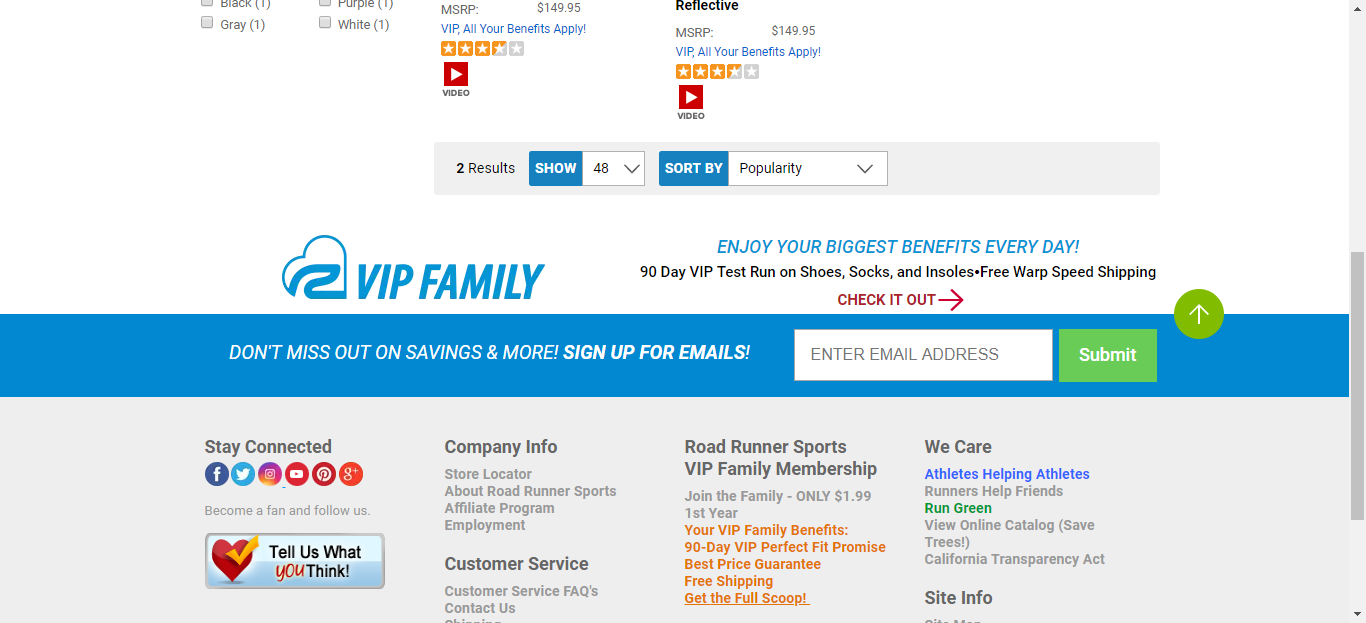 Black (1)
Purple (1)
Gray (1)
White (1)
MSRP: $149.95
VIP, All Your Benefits Apply!
VIDEO
Reflective
MSRP: $149.95
VIP, All Your Benefits Apply!
VIDEO
2 Results SHOW 48 SORT BY Popularity
VIP FAMILY
ENJOY YOUR BIGGEST BENEFITS EVERY DAY!
90 Day VIP Test Run on Shoes, Socks, and Insoles•Free Warp Speed Shipping
CHECK IT OUT
DON'T MISS OUT ON SAVINGS & MORE! SIGN UP FOR EMAILS!
ENTER EMAIL ADDRESS
Submit
Stay Connected
Become a fan and follow us.
Tell Us What
YOU Think!
Company Info
Store Locator
About Road Runner Sports
Affiliate Program
Employment
Customer Service
Customer Service FAQ's
Contact Us
Shipping
Road Runner Sports
VIP Family Membership
Join the Family - ONLY $1.99
1st Year
Your VIP Family Benefits:
90-Day VIP Perfect Fit Promise
Best Price Guarantee
Free Shipping
Get the Full Scoop!
We Care
Athletes Helping Athletes
Runners Help Friends
Run Green
View Online Catalog (Save
Trees!)
California Transparency Act
Site Info
Site Map